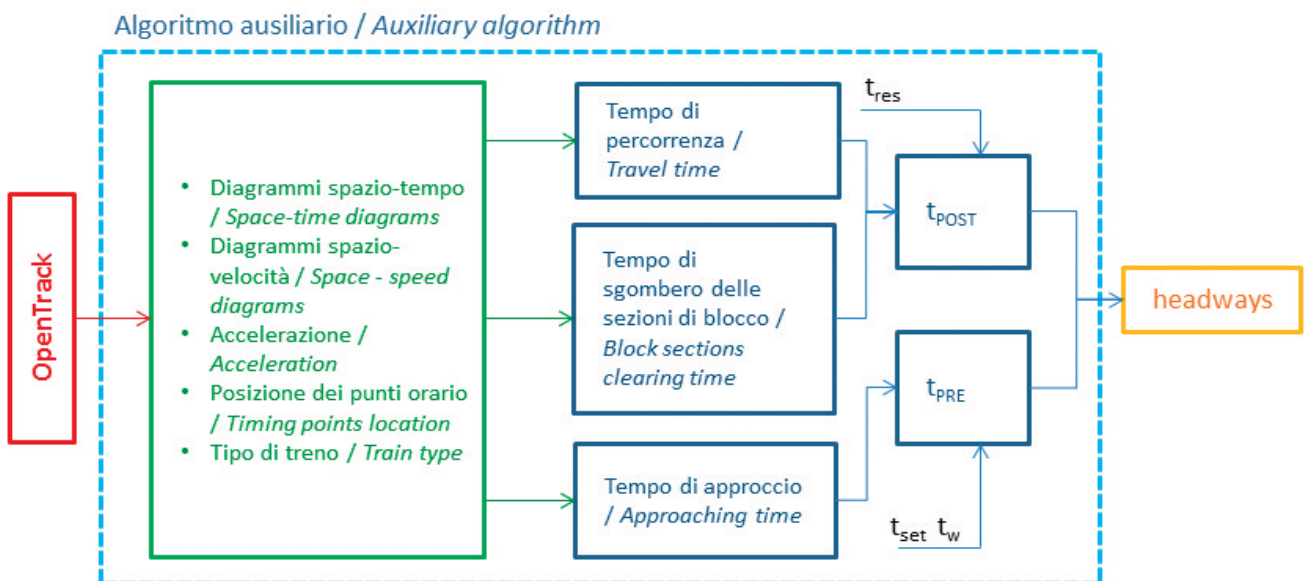 Algoritmo ausiliario / Auxiliary algorithm
OpenTrack
• Diagrammi spazio-tempo
/ Space-time diagrams
• Diagrammi spazio-
velocità / Space - speed
diagrams
• Accelerazione /
Acceleration
• Posizione dei punti orario
/ Timing points location
• Tipo di treno / Train type
Tempo di
percorrenza /
Travel time
Tempo di
sgombero delle
sezioni di blocco /
Block sections
clearing time
Tempo di approccio
/ Approaching time
tres
tPOST
tPRE
tset tw
headways